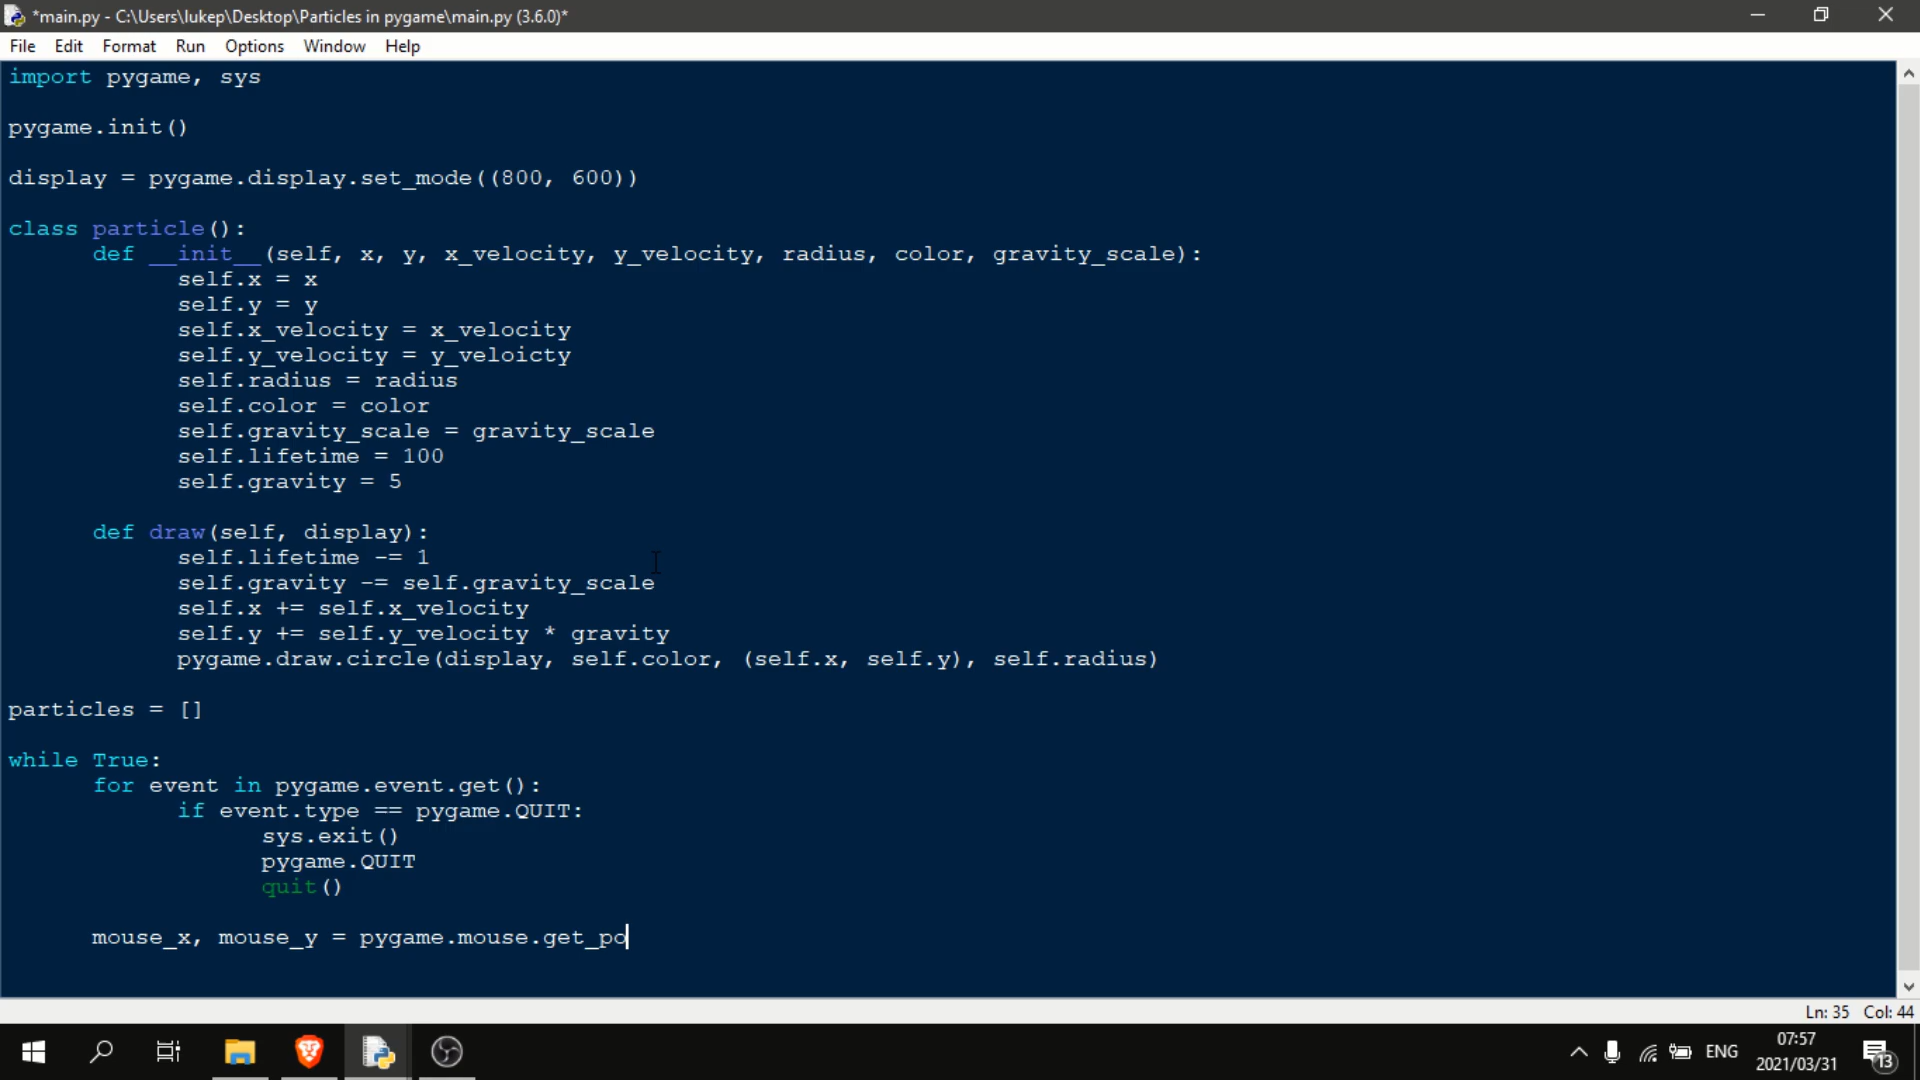 *main.py - C:\Users\lukep\Desktop\Particles in pygame\main.py (3.6.0)*
File Edit Format Run Options Window Help
import pygame, sys
pygame.init()
display = pygame.display.set_mode((800, 600))
class particle():
def __init__(self, x, y, x_velocity, y_velocity, radius, color, gravity_scale):
self.x = x
self.y = y
self.x_velocity = x_velocity
self.y_velocity = y_veloicty
self.radius = radius
self.color = color
self.gravity_scale = gravity_scale
self.lifetime = 100
self.gravity = 5
def draw(self, display):
self.lifetime -= 1
self.gravity -= self.gravity_scale
self.x += self.x_velocity
self.y += self.y_velocity * gravity
pygame.draw.circle(display, self.color, (self.x, self.y), self.radius)
particles = []
while True:
for event in pygame.event.get():
if event.type == pygame.QUIT:
sys.exit()
pygame.QUIT
quit()
mouse_x, mouse_y = pygame.mouse.get_po
Ln: 35 Col: 44
ENG
07:57
2021/03/31
13